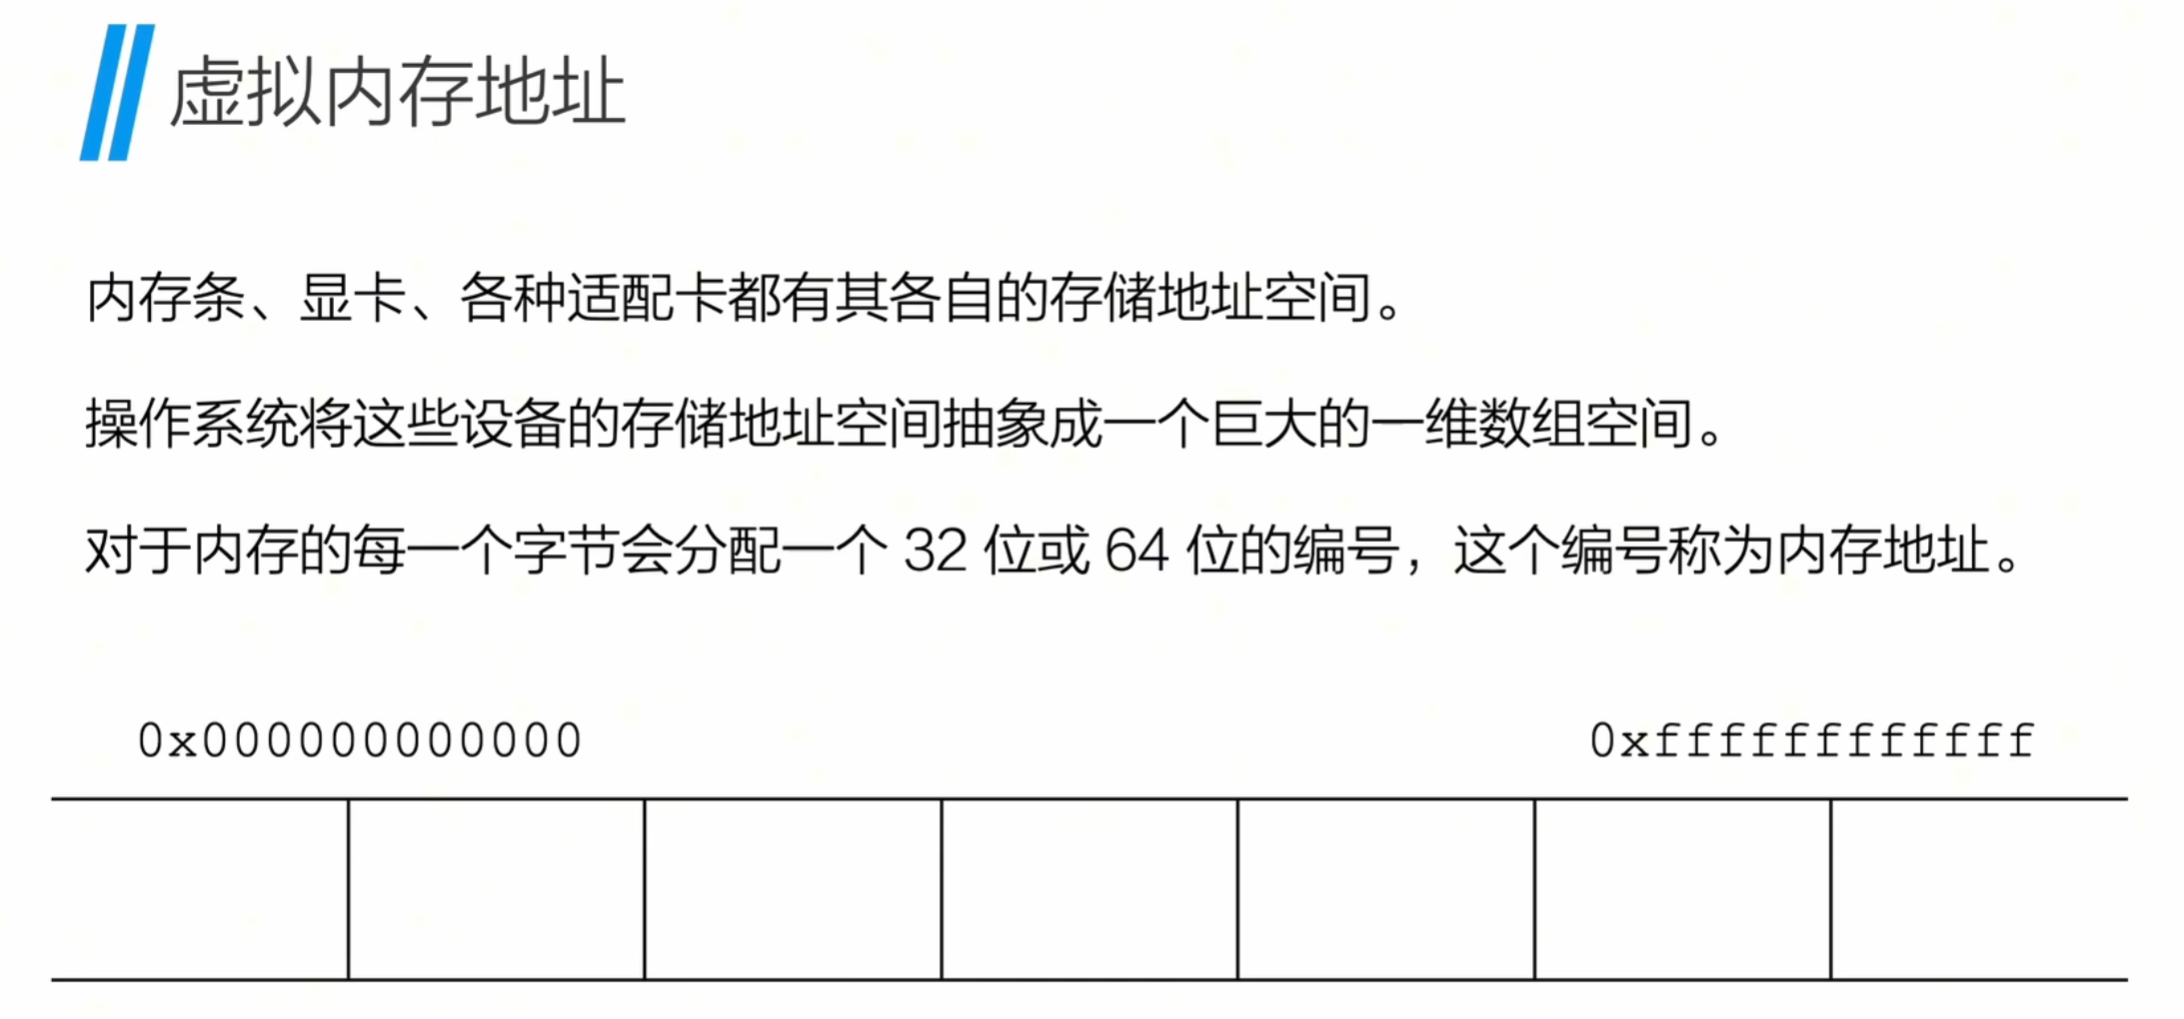 虚拟内存地址
内存条、显卡、各种适配卡都有其各自的存储地址空间。
操作系统将这些设备的存储地址空间抽象成一个巨大的一维数组空间。
对于内存的每一个字节会分配一个 32 位或 64 位的编号，这个编号称为内存地址。
0x000000000000 0xffffffffffff